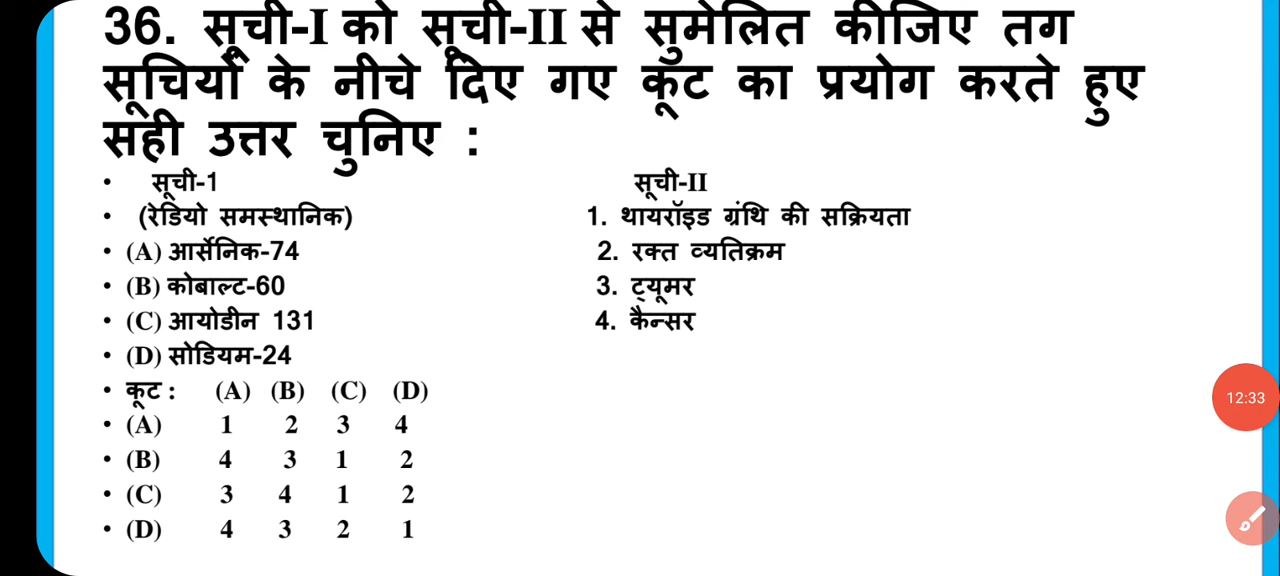 36. सूची-I को सूची-II से सुमेलित कीजिए तग
सूचियों के नीचे दिए गए कूट का प्रयोग करते हुए
सही उत्तर चुनिए :
• सूची-1 सूची-II
• (रेडियो समस्थानिक) 1. थायरॉइड ग्रंथि की सक्रियता
• (A) आर्सेनिक-74 2. रक्त व्यतिक्रम
• (B) कोबाल्ट-60 3. ट्यूमर
• (C) आयोडीन 131 4. कैन्सर
• (D) सोडियम-24
• कूट : (A) (B) (C) (D)
• (A) 1 2 3 4
• (B) 4 3 1 2
• (C) 3 4 1 2
• (D) 4 3 2 1
12:33